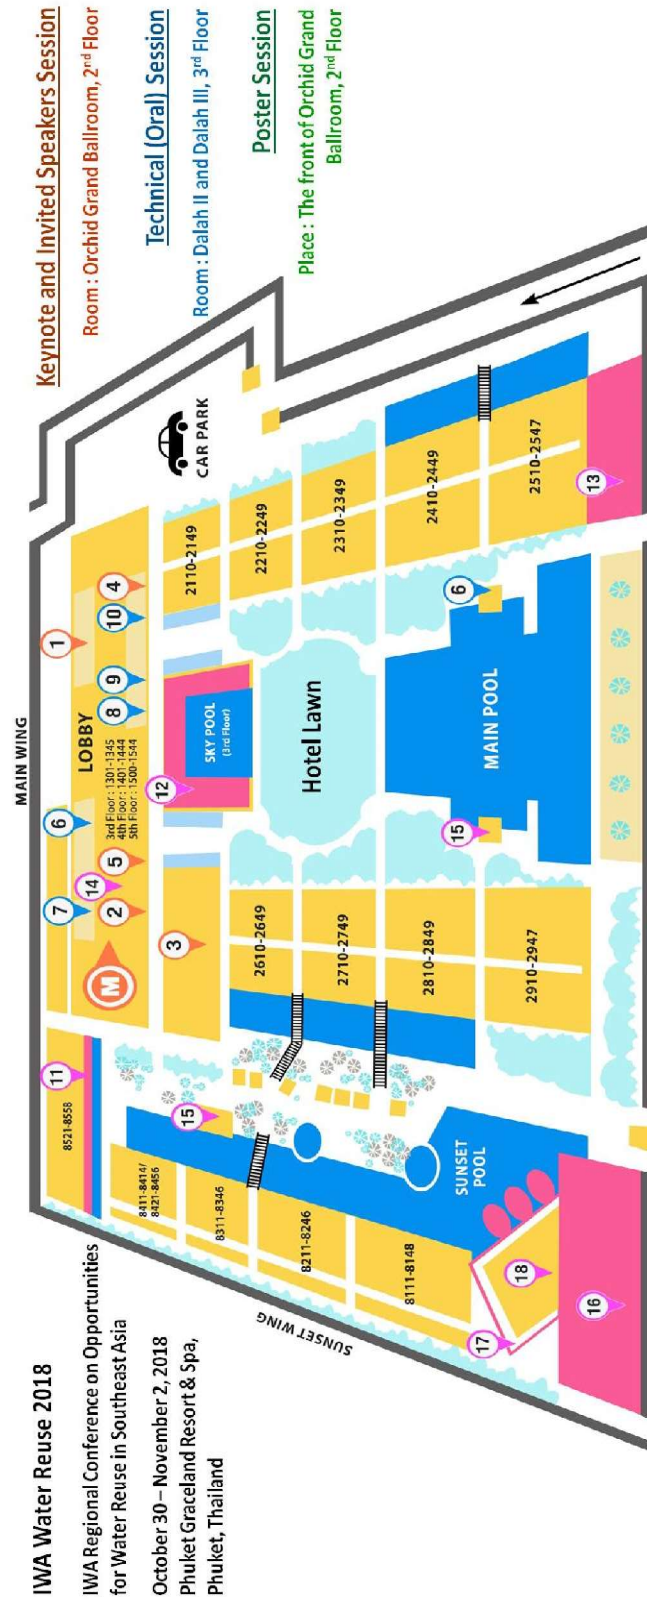 IWA Water Reuse 2018
IWA Regional Conference on Opportunities
for Water Reuse in Southeast Asia
October 30 – November 2, 2018
Phuket Graceland Resort & Spa,
Phuket, Thailand
Keynote and Invited Speakers Session
Room : Orchid Grand Ballroom, 2nd Floor
Technical (Oral) Session
Room : Dalah II and Dalah III, 3rd Floor
Poster Session
Place : The front of Orchid Grand
Ballroom, 2nd Floor
MAIN WING
11
7
6
1
8521-8558
14
LOBBY
M
2
5
8
9
10
4
3rd Floor : 1301-1345
4th Floor : 1401-1444
5th Floor : 1500-1544
CAR PARK
8411-8414/
8421-8456
15
3
12
2110-2149
8311-8346
SKY POOL
(3rd Floor)
2610-2649
2210-2249
8211-8246
2710-2749
Hotel Lawn
2310-2349
SUNSET WING
8111-8148
2810-2849
2410-2449
SUNSET
POOL
15
6
17
2910-2947
MAIN POOL
2510-2547
18
16
13